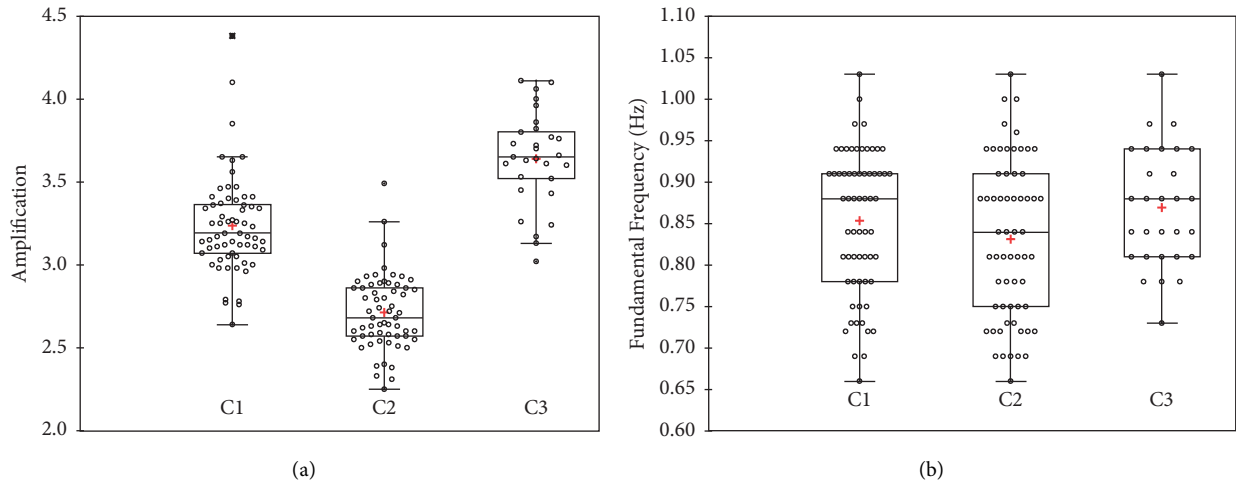 Amplification
4.5
4.0
3.5
3.0
2.5
2.0
C1
C2
C3
(a)
Fundamental Frequency (Hz)
1.10
1.05
1.00
0.95
0.90
0.85
0.80
0.75
0.70
0.65
0.60
C1
C2
C3
(b)